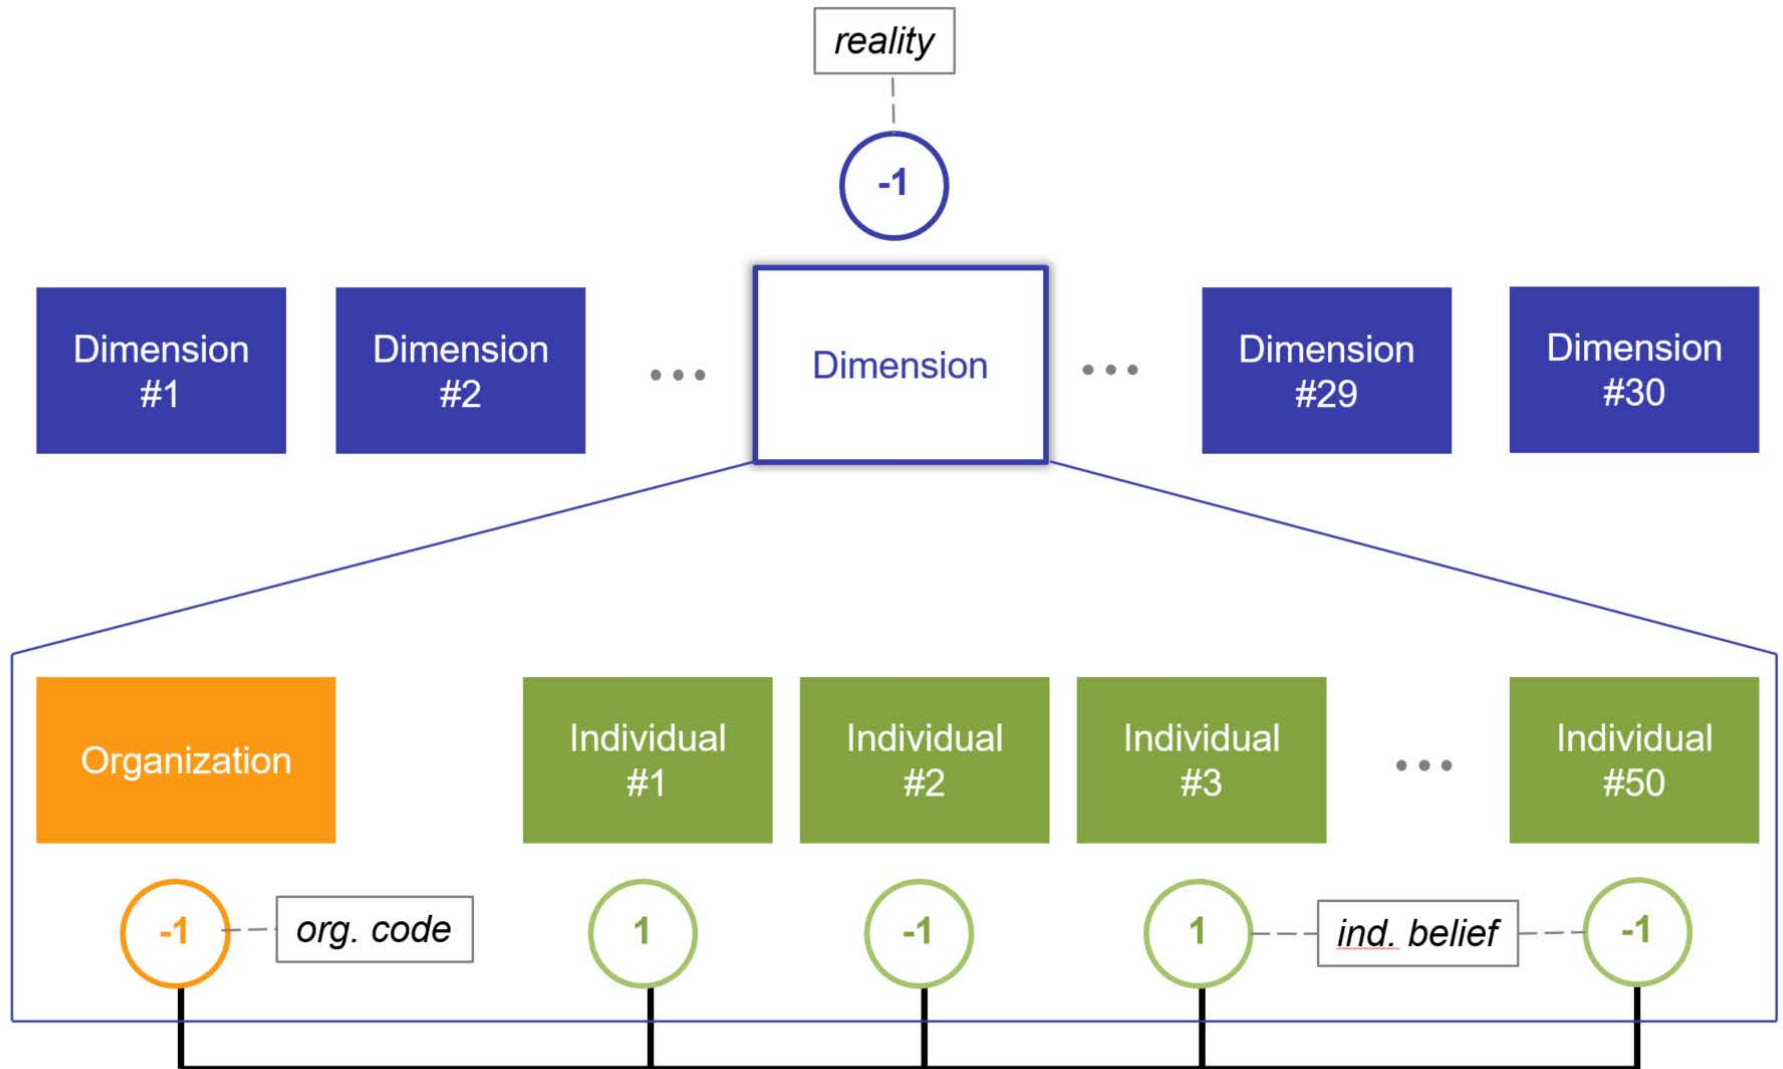 reality
-1
Dimension
#1
Dimension
#2
...
Dimension
...
Dimension
#29
Dimension
#30
Organization
Individual
#1
Individual
#2
Individual
#3
...
Individual
#50
-1
org. code
1
-1
1
ind. belief
-1